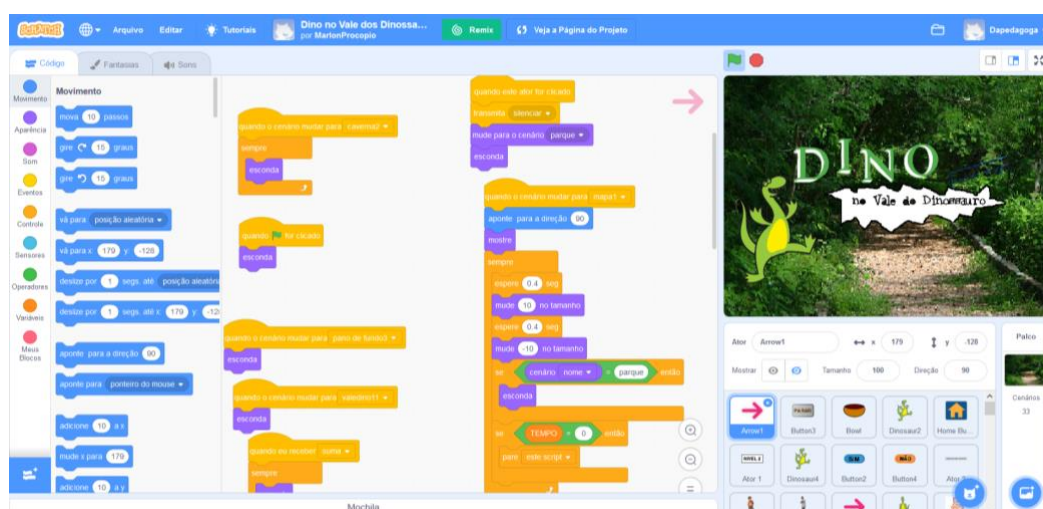 SCRATCH
Arquivo
Editar
Tutoriais
Dino no Vale dos Dinossa...
por MarlonProcopio
Remix
Veja a Página do Projeto
Dapedagoga
Código
Fantasias
Sons
Movimento
Aparência
Som
Eventos
Controle
Sensores
Operadores
Variáveis
Meus
Blocos
Movimento
mova 10 passos
gire 15 graus
gire 15 graus
vá para posição aleatória
vá para x: 179 y: -128
deslize por 1 segs. até posição aleatóri
deslize por 1 segs. até x: 179 y: -12
aponte para a direção 90
aponte para ponteiro do mouse
adicione 10 a x
mude x para 179
adicione 10 a y
quando o cenário mudar para caverna2
sempre
esconda
quando for clicado
esconda
quando o cenário mudar para pano de fundo3
esconda
quando o cenário mudar para
esconda
quando eu receber suma
sempre
quando este ator for clicado
transmita silenciar
mude para o cenário parque
esconda
quando o cenário mudar para mapa1
aponte para a direção 90
mostre
sempre
espere 0.4 seg
mude 10 no tamanho
espere 0.4 seg
mude -10 no tamanho
se cenário nome = parque então
esconda
se TEMPO = 0 então
pare este script
Mochila
DINO
no Vale do Dinossauro
Ator Arrow1 x 179 y -128
Mostrar Tamanho 100 Direção 90
Arrow1
Button3
Bowl
Dinosaur2
Home Bu...
NIVEL 2
SIM
NÃO
Ator 1
Dinosaur4
Button2
Button4
Palco
Cenários
33